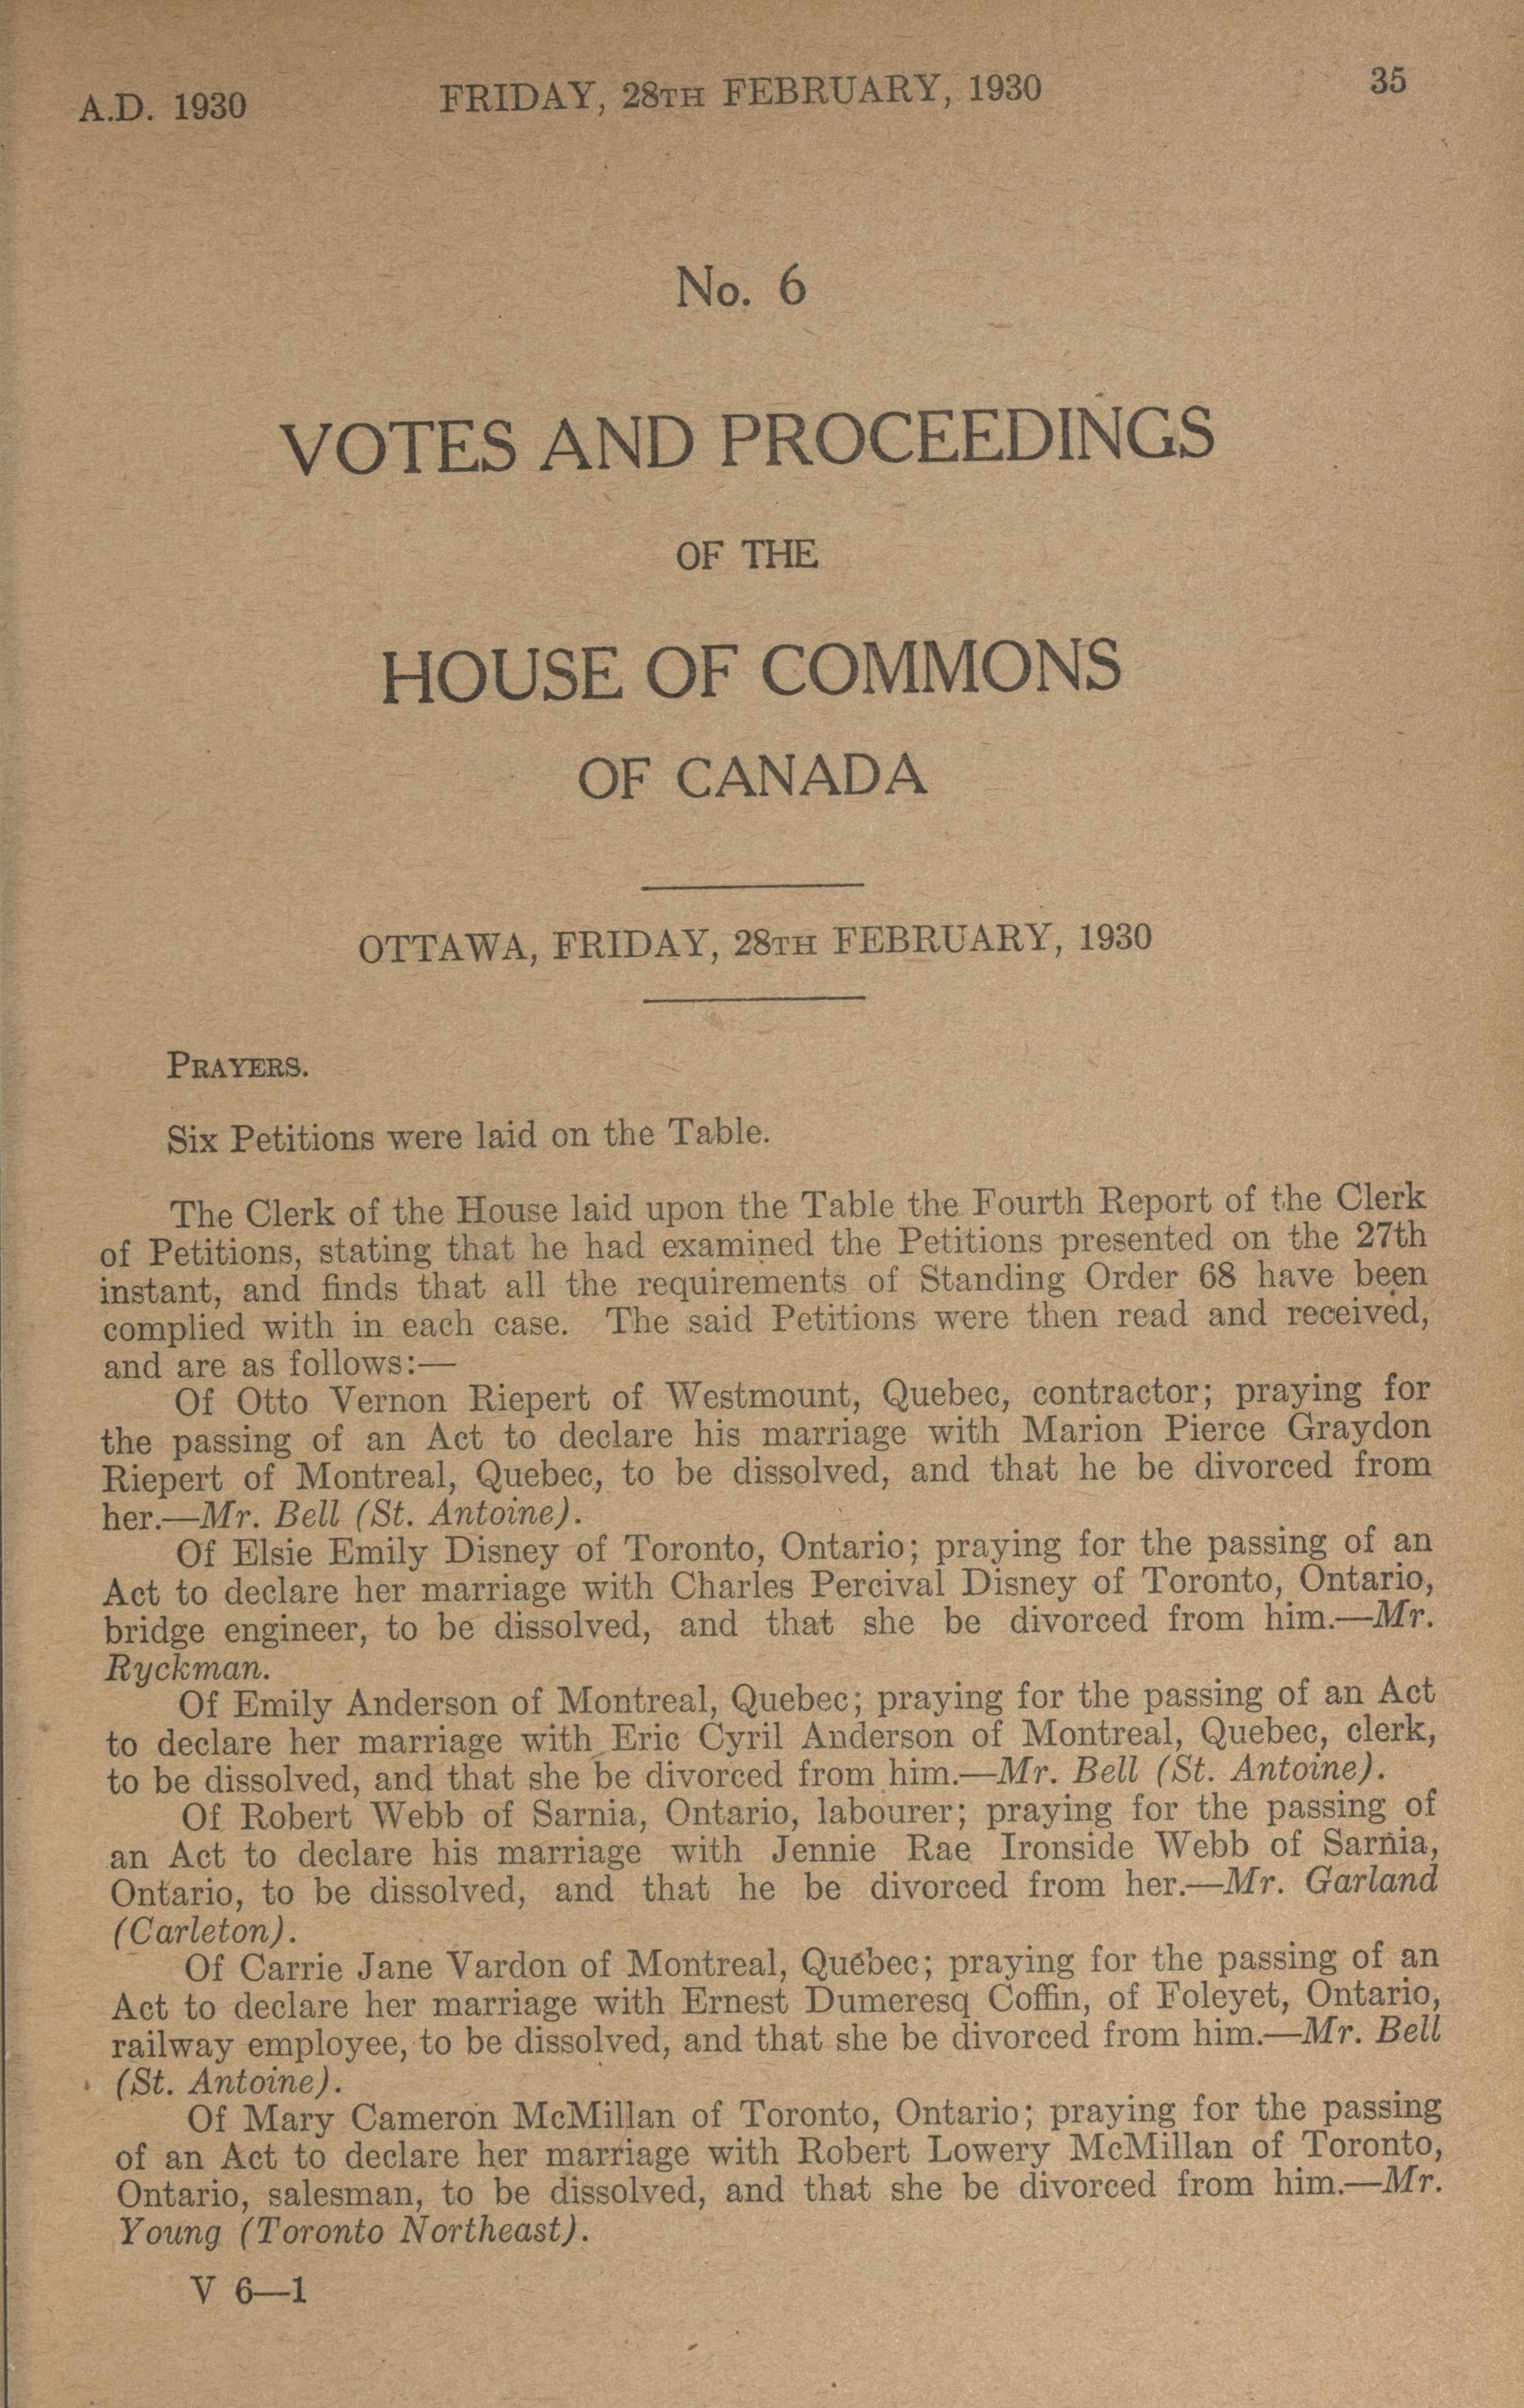 A.D. 1930 FRIDAY, 28TH FEBRUARY, 1930 35
No. 6
VOTES AND PROCEEDINGS
OF THE
HOUSE OF COMMONS
OF CANADA
OTTAWA, FRIDAY, 28TH FEBRUARY, 1930
PRAYERS.
Six Petitions were laid on the Table.
The Clerk of the House laid upon the Table the Fourth Report of the Clerk
of Petitions, stating that he had examined the Petitions presented on the 27th
instant, and finds that all the requirements of Standing Order 68 have been
complied with in each case. The said Petitions were then read and received,
and are as follows:—
Of Otto Vernon Riepert of Westmount, Quebec, contractor; praying for
the passing of an Act to declare his marriage with Marion Pierce Graydon
Riepert of Montreal, Quebec, to be dissolved, and that he be divorced from
her.—Mr. Bell (St. Antoine).
Of Elsie Emily Disney of Toronto, Ontario; praying for the passing of an
Act to declare her marriage with Charles Percival Disney of Toronto, Ontario,
bridge engineer, to be dissolved, and that she be divorced from him.—Mr.
Ryckman.
Of Emily Anderson of Montreal, Quebec; praying for the passing of an Act
to declare her marriage with Eric Cyril Anderson of Montreal, Quebec, clerk,
to be dissolved, and that she be divorced from him.—Mr. Bell (St. Antoine).
Of Robert Webb of Sarnia, Ontario, labourer; praying for the passing of
an Act to declare his marriage with Jennie Rae Ironside Webb of Sarnia,
Ontario, to be dissolved, and that he be divorced from her.—Mr. Garland
(Carleton).
Of Carrie Jane Vardon of Montreal, Quebec; praying for the passing of an
Act to declare her marriage with Ernest Dumeresq Coffin, of Foleyet, Ontario,
railway employee, to be dissolved, and that she be divorced from him.—Mr. Bell
(St. Antoine).
Of Mary Cameron McMillan of Toronto, Ontario; praying for the passing
of an Act to declare her marriage with Robert Lowery McMillan of Toronto,
Ontario, salesman, to be dissolved, and that she be divorced from him.—Mr.
Young (Toronto Northeast).
V 6—1